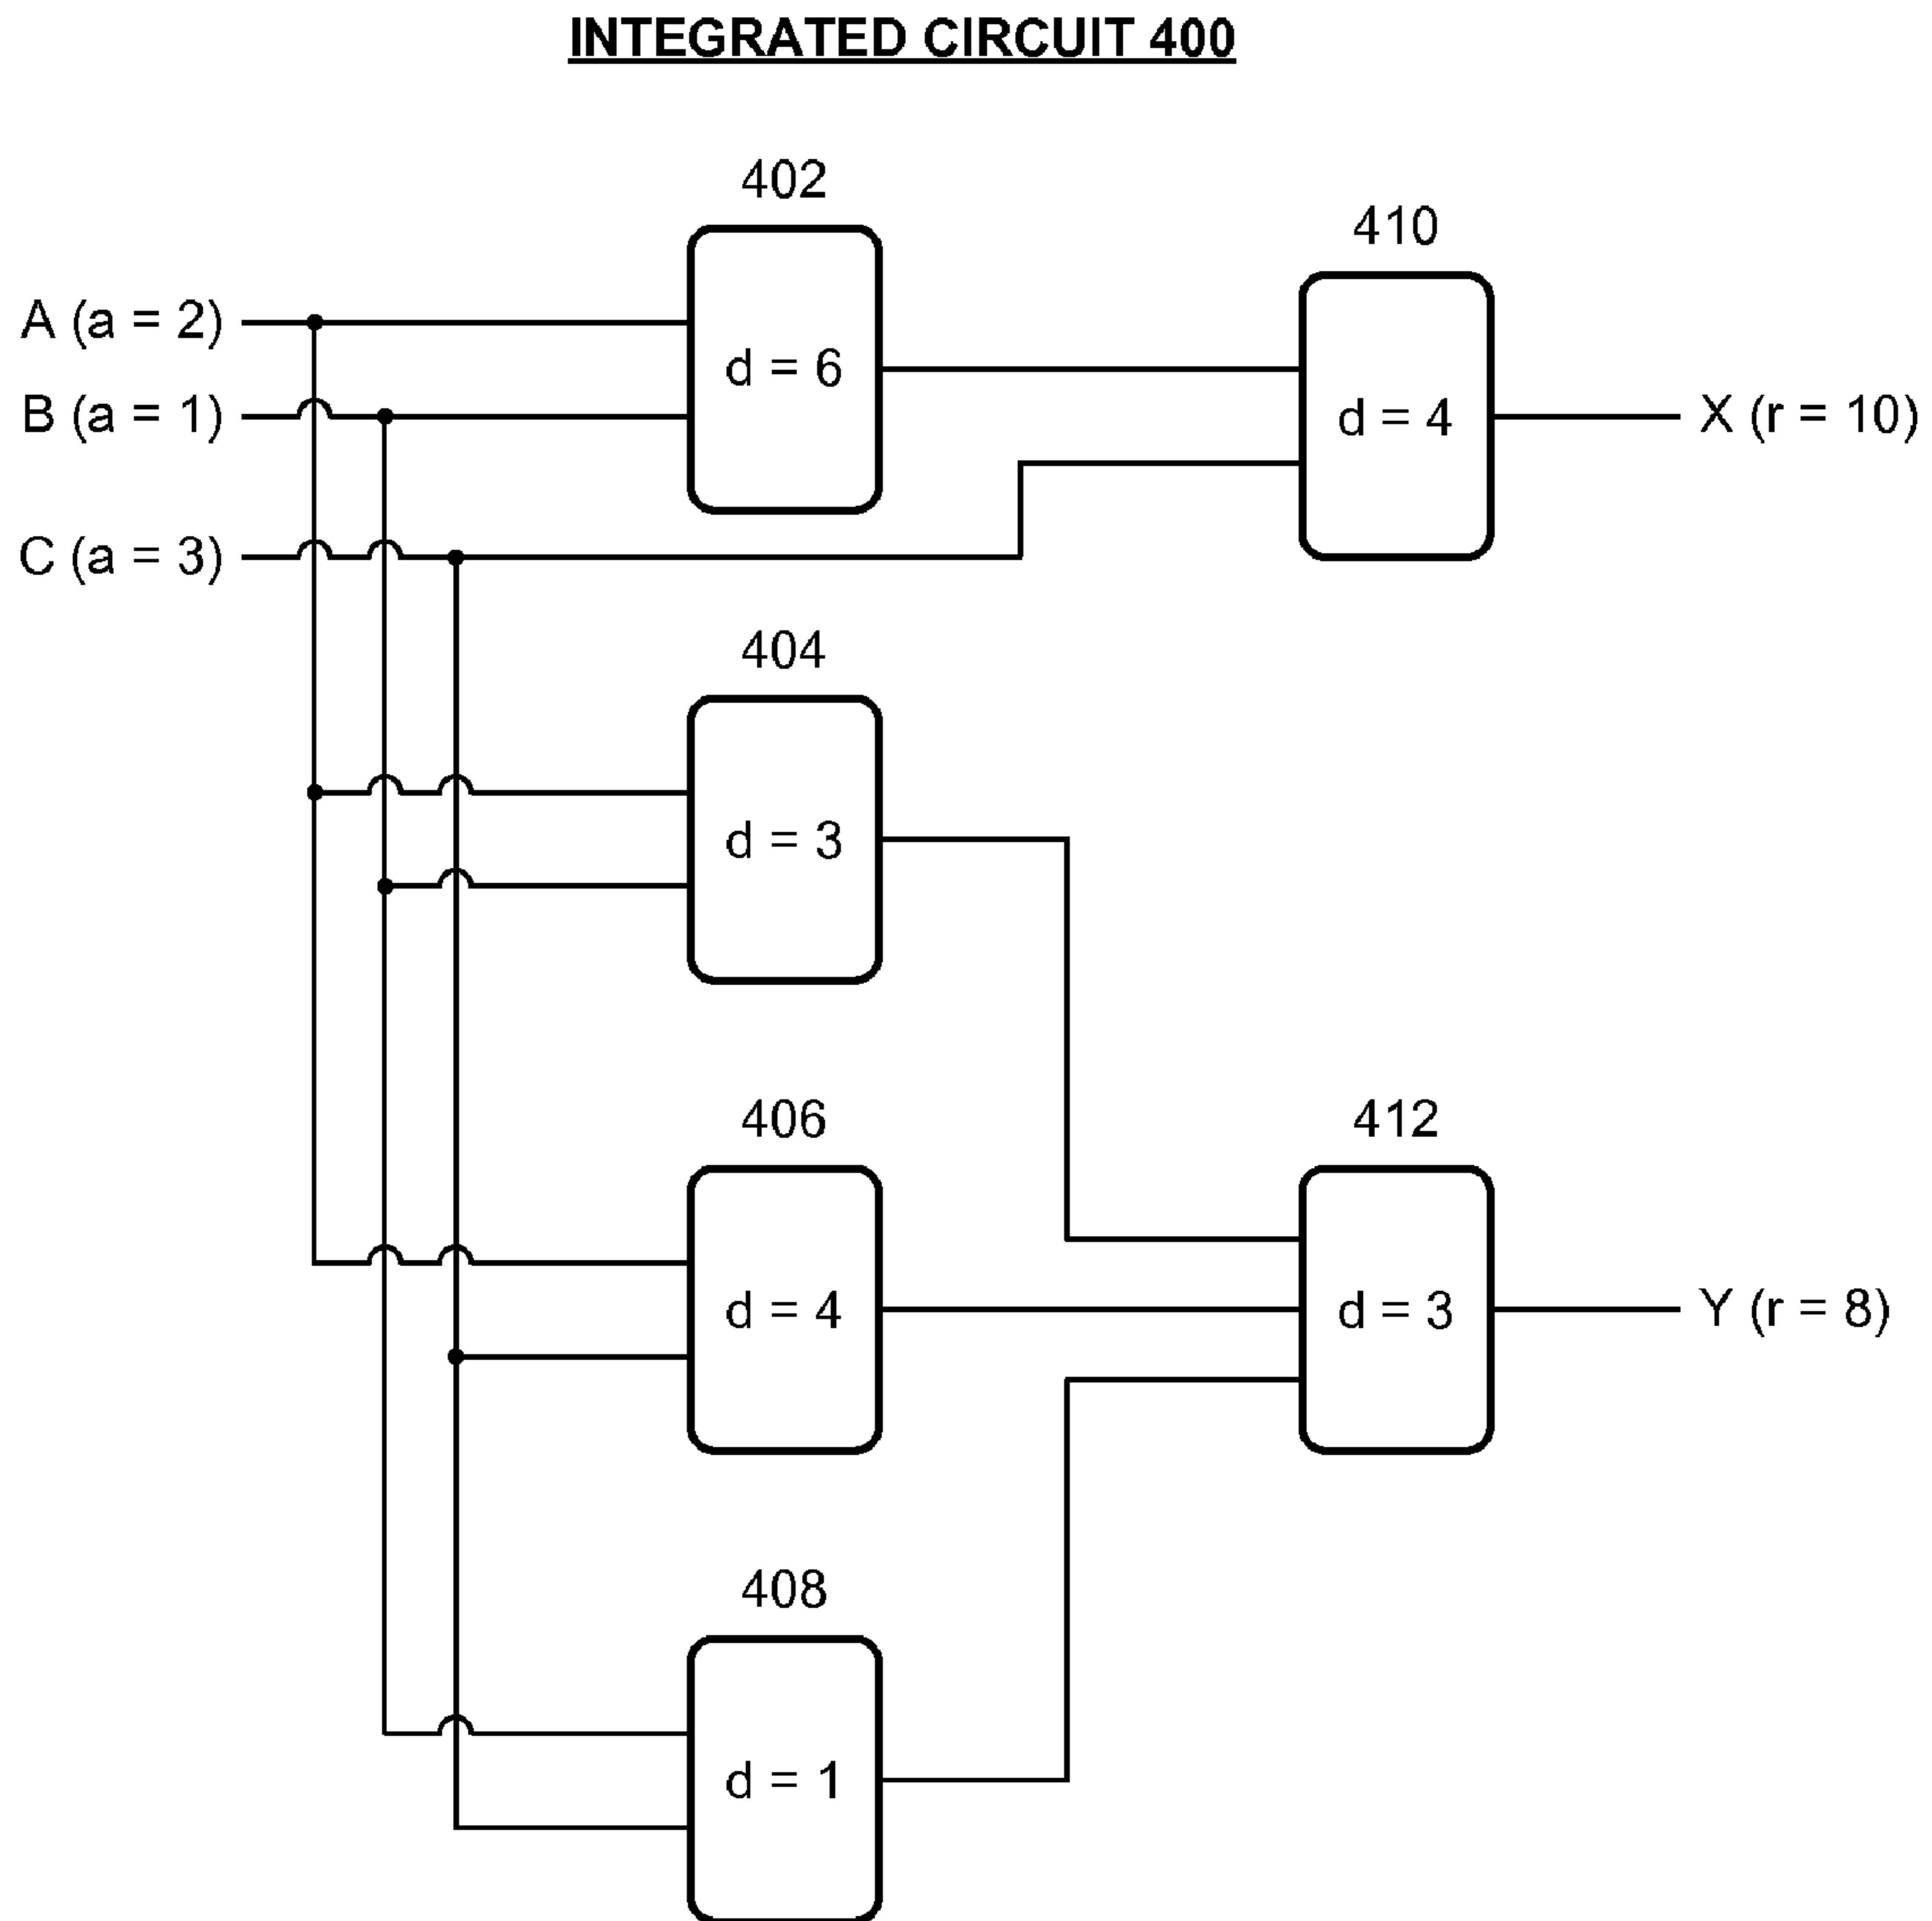 INTEGRATED CIRCUIT 400
402
410
A (a = 2)
d = 6
B (a = 1)
d = 4
X (r = 10)
C (a = 3)
404
d = 3
406
412
d = 4
d = 3
Y (r = 8)
408
d = 1